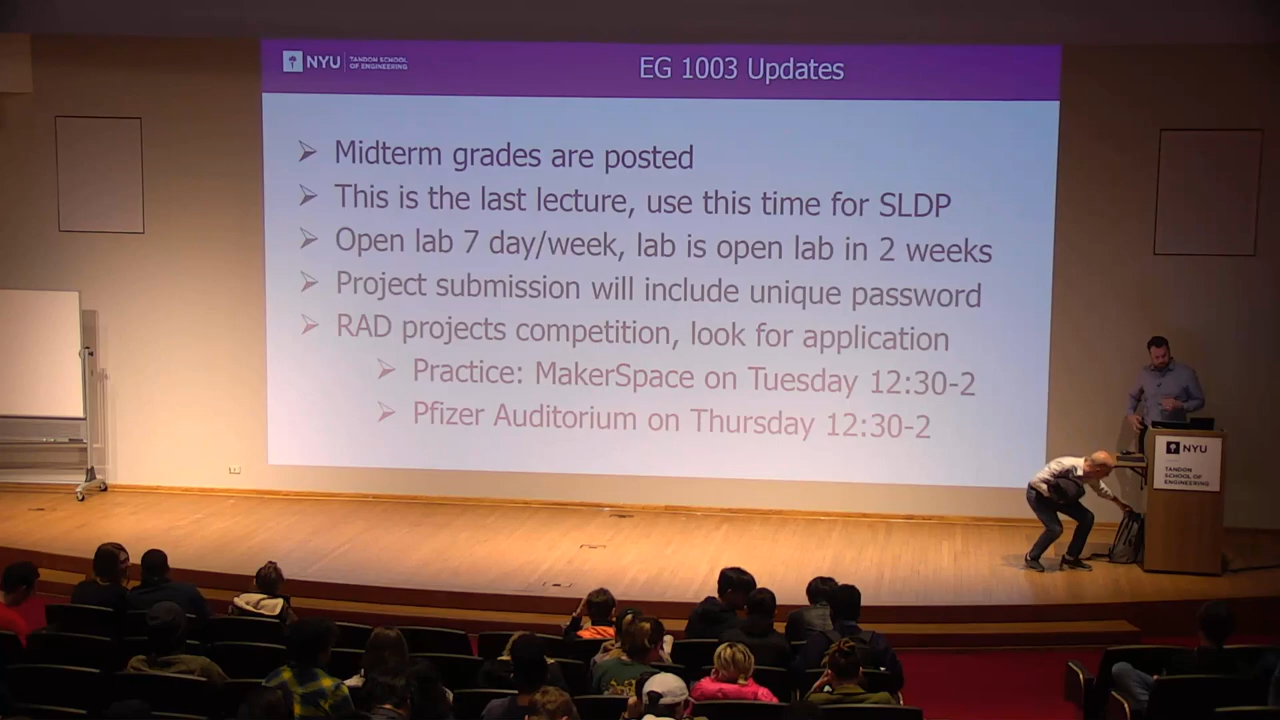 NYU
TANDON SCHOOL
OF ENGINEERING
EG 1003 Updates
Midterm grades are posted
This is the last lecture, use this time for SLDP
Open lab 7 day/week, lab is open lab in 2 weeks
Project submission will include unique password
RAD projects competition, look for application
Practice: MakerSpace on Tuesday 12:30-2
Pfizer Auditorium on Thursday 12:30-2
NYU
TANDON
SCHOOL OF
ENGINEERING